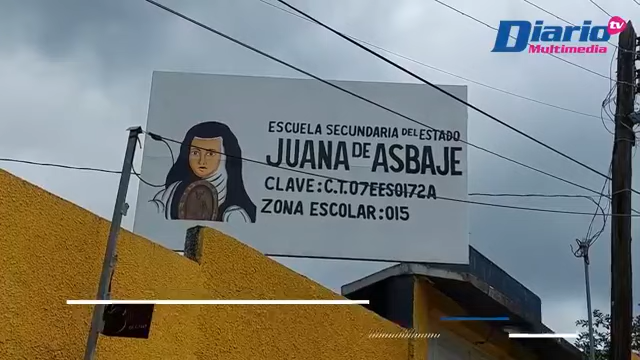 Diario tv
Multimedia
ESCUELA SECUNDARIA DEL ESTADO
JUANA DE ASBAJE
CLAVE: C.T. 07EES0172A
ZONA ESCOLAR: 015